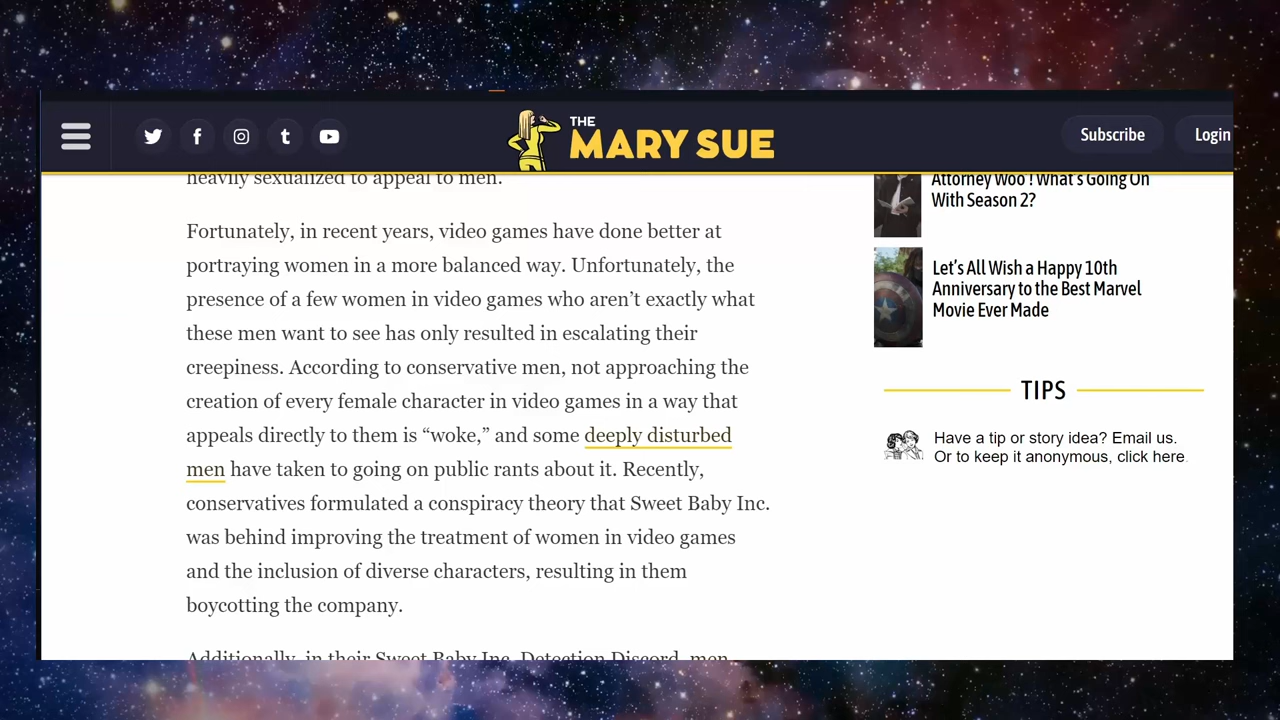 THE
MARY SUE
Subscribe
Login
heavily sexualized to appeal to men.
Fortunately, in recent years, video games have done better at
portraying women in a more balanced way. Unfortunately, the
presence of a few women in video games who aren’t exactly what
these men want to see has only resulted in escalating their
creepiness. According to conservative men, not approaching the
creation of every female character in video games in a way that
appeals directly to them is “woke,” and some deeply disturbed
men have taken to going on public rants about it. Recently,
conservatives formulated a conspiracy theory that Sweet Baby Inc.
was behind improving the treatment of women in video games
and the inclusion of diverse characters, resulting in them
boycotting the company.
Additionally, in their Sweet Baby Inc. Detection Discord, men
Attorney Woo'! What’s Going On
With Season 2?
Let’s All Wish a Happy 10th
Anniversary to the Best Marvel
Movie Ever Made
TIPS
Have a tip or story idea? Email us.
Or to keep it anonymous, click here